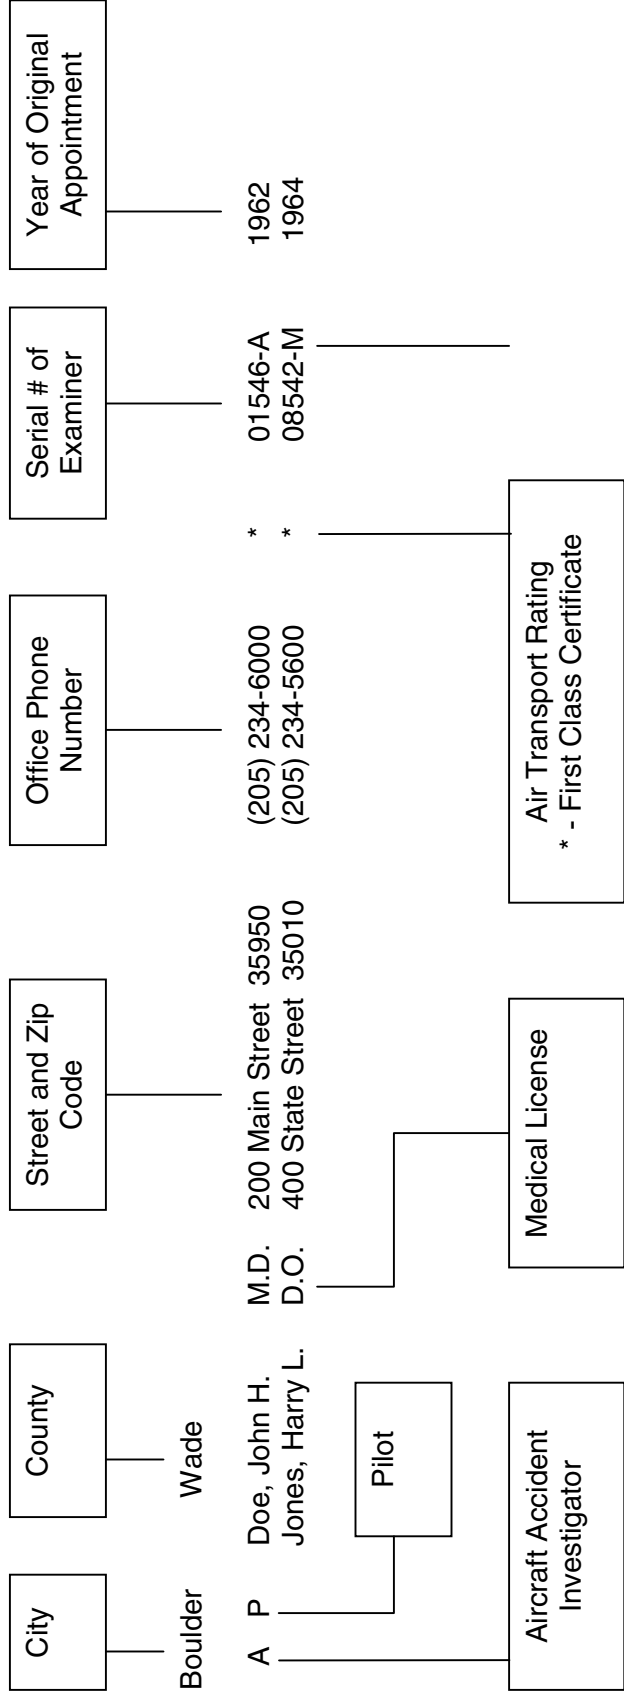 City
County
Street and Zip
Code
Office Phone
Number
Serial # of
Examiner
Year of Original
Appointment
Boulder
Wade
A P Doe, John H. M.D. 200 Main Street 35950 (205) 234-6000 * 01546-A 1962
Jones, Harry L. D.O. 400 State Street 35010 (205) 234-5600 * 08542-M 1964
Pilot
Aircraft Accident
Investigator
Medical License
Air Transport Rating
* - First Class Certificate